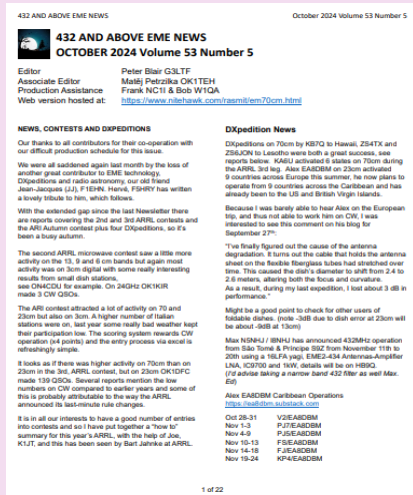 432 AND ABOVE EME NEWS
October 2024 Volume 53 Number 5
432 AND ABOVE EME NEWS
OCTOBER 2024 Volume 53 Number 5
Editor Peter Blair G3LTF
Associate Editor Matěj Petrzilka OK1TEH
Production Assistance Frank NC1I & Bob W1QA
Web version hosted at: https://www.nitehawk.com/rasmit/em70cm.html
NEWS, CONTESTS AND DXPEDITIONS
Our thanks to all contributors for their co-operation with
our difficult production schedule for this issue.
We were all saddened again last month by the loss of
another great contributor to EME technology,
DXpeditions and radio astronomy, our old friend
Jean-Jacques (JJ), F1EHN. Hervé, F5HRY has written
a lovely tribute to him, which follows.
With the extended gap since the last Newsletter there
are reports covering the 2nd and 3rd ARRL contests and
the ARI Autumn contest plus four DXpeditions, so it's
been a busy autumn.
The second ARRL microwave contest saw a little more
activity on the 13, 9 and 6 cm bands but again most
activity was on 3cm digital with some really interesting
results from small dish stations,
see ON4CDU for example. On 24GHz OK1KIR
made 3 CW QSOs.
The ARI contest attracted a lot of activity on 70 and
23cm but also on 3cm. A higher number of Italian
stations were on, last year some really bad weather kept
their participation low. The scoring system rewards CW
operation (x4 points) and the entry process via excel is
refreshingly simple.
It looks as if there was higher activity on 70cm than on
23cm in the 3rd, ARRL contest, but on 23cm OK1DFC
made 139 QSOs. Several reports mention the low
numbers on CW compared to earlier years and some of
this is probably attributable to the way the ARRL
announced its last-minute rule changes.
It is in all our interests to have a good number of entries
into contests and so I have put together a "how to"
summary for this year's ARRL, with the help of Joe,
K1JT, and this has been seen by Bart Jahnke at ARRL.
DXpedition News
DXpeditions on 70cm by KB7Q to Hawaii, ZS4TX and
ZS6JON to Lesotho were both a great success, see
reports below. KA6U activated 6 states on 70cm during
the ARRL 3rd leg. Alex EA8DBM on 23cm activated
9 countries across Europe this summer, he now plans to
operate from 9 countries across the Caribbean and has
already been to the US and British Virgin Islands.
Because I was barely able to hear Alex on the European
trip, and thus not able to work him on CW, I was
interested to see this comment on his blog for
September 27th:
"I've finally figured out the cause of the antenna
degradation. It turns out the cable that holds the antenna
sheet on the flexible fiberglass tubes had stretched over
time. This caused the dish's diameter to shift from 2.4 to
2.6 meters, altering both the focus and curvature.
As a result, during my last expedition, I lost about 3 dB in
performance."
Might be a good point to check for other users of
foldable dishes. (note -3dB due to dish error at 23cm will
be about -9dB at 13cm)
Max N5NHJ / I8NHJ has announced 432MHz operation
from São Tomé & Principe S9Z from November 11th to
20th using a 16LFA yagi, EME2-434 Antennas-Amplifier
LNA, IC9700 and 1kW, details will be on HB9Q.
(I'd advise taking a narrow band 432 filter as well Max.
Ed)
Alex EA8DBM Caribbean Operations
https://ea8dbm.substack.com
Oct 28-31 V2/EA8DBM
Nov 1-3 PJ7/EA8DBM
Nov 4-9 PJ5/EA8DBM
Nov 10-13 FS/EA8DBM
Nov 14-18 FJ/EA8DBM
Nov 19-24 KP4/EA8DBM
1 of 22